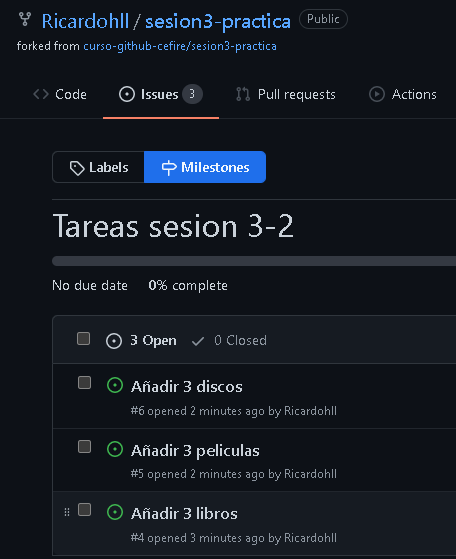 Ricardohll / sesion3-practica Public
forked from curso-github-cefire/sesion3-practica
Code Issues 3 Pull requests Actions
Labels Milestones
Tareas sesion 3-2
No due date 0% complete
3 Open 0 Closed
Añadir 3 discos
#6 opened 2 minutes ago by Ricardohll
Añadir 3 peliculas
#5 opened 2 minutes ago by Ricardohll
Añadir 3 libros
#4 opened 3 minutes ago by Ricardohll